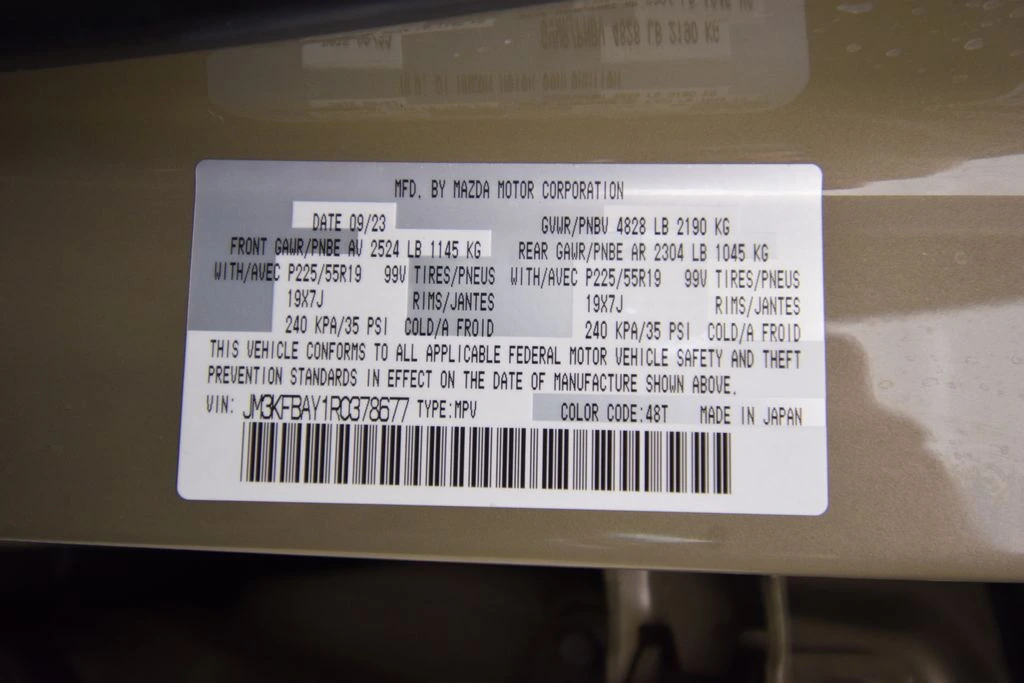 MFD. BY MAZDA MOTOR CORPORATION
DATE 09/23 GVWR/PNBV 4828 LB 2190 KG
FRONT GAWR/PNBE AV 2524 LB 1145 KG REAR GAWR/PNBE AR 2304 LB 1045 KG
WITH/AVEC P225/55R19 99V TIRES/PNEUS WITH/AVEC P225/55R19 99V TIRES/PNEUS
19X7J RIMS/JANTES 19X7J RIMS/JANTES
240 KPA/35 PSI COLD/A FROID 240 KPA/35 PSI COLD/A FROID
THIS VEHICLE CONFORMS TO ALL APPLICABLE FEDERAL MOTOR VEHICLE SAFETY AND THEFT
PREVENTION STANDARDS IN EFFECT ON THE DATE OF MANUFACTURE SHOWN ABOVE.
VIN: JM3KFBAY1R0378677 TYPE:MPV COLOR CODE:48T MADE IN JAPAN